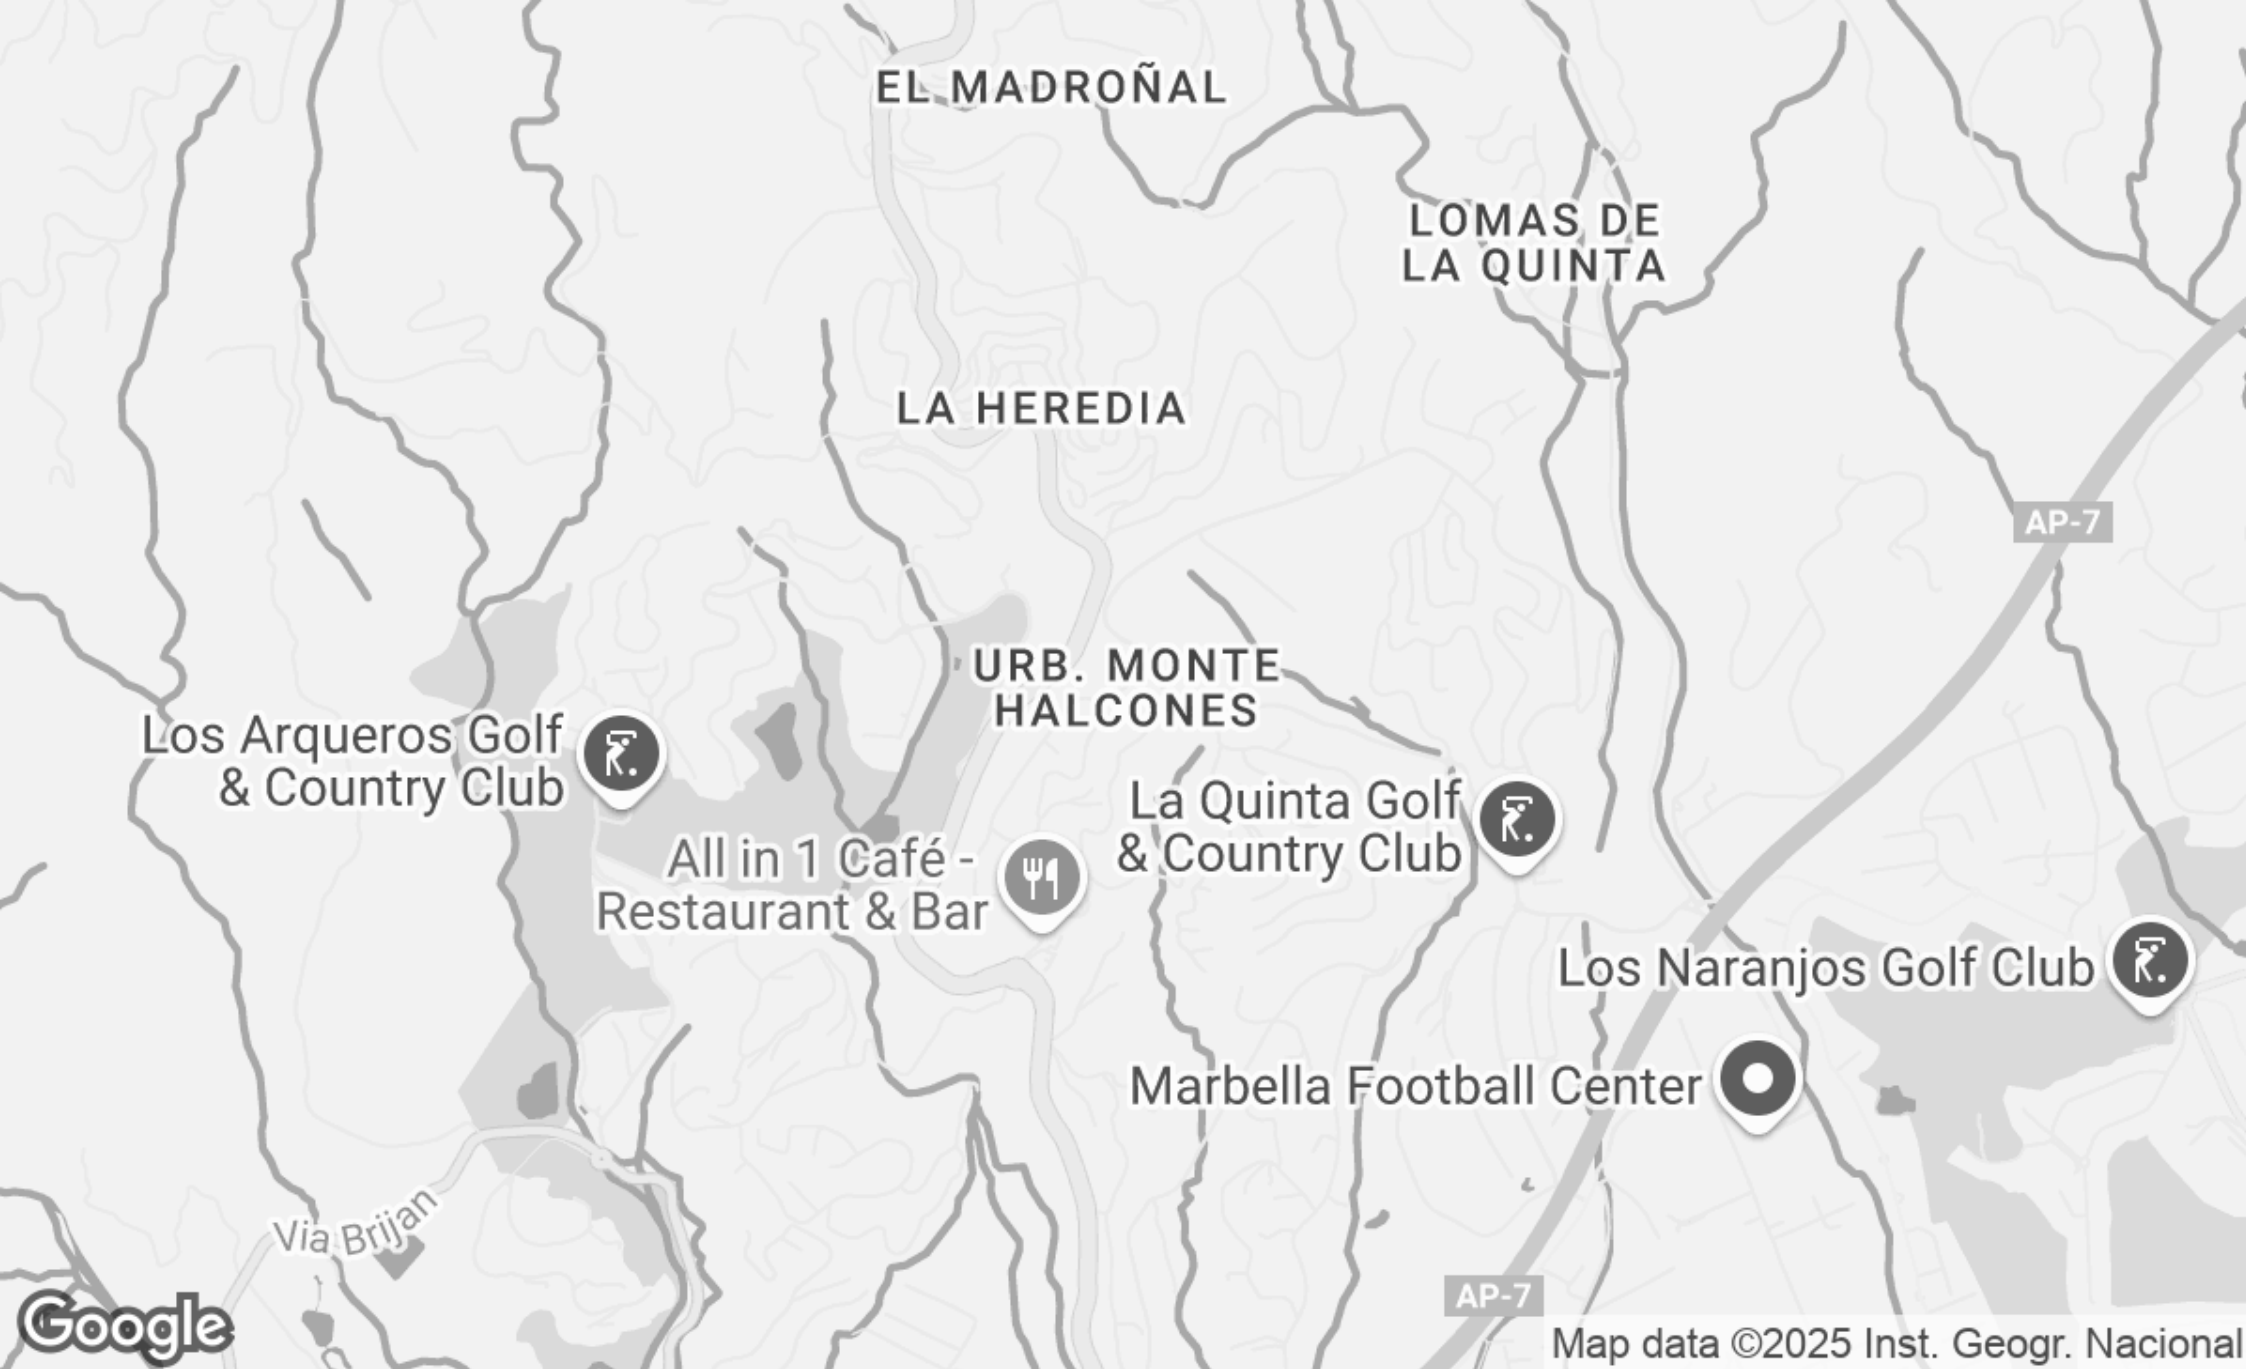 EL MADROÑAL
LOMAS DE
LA QUINTA
LA HEREDIA
AP-7
URB. MONTE
HALCONES
Los Arqueros Golf
& Country Club
La Quinta Golf
& Country Club
All in 1 Café -
Restaurant & Bar
Los Naranjos Golf Club
Marbella Football Center
Via Brijan
AP-7
Google
Map data ©2025 Inst. Geogr. Nacional